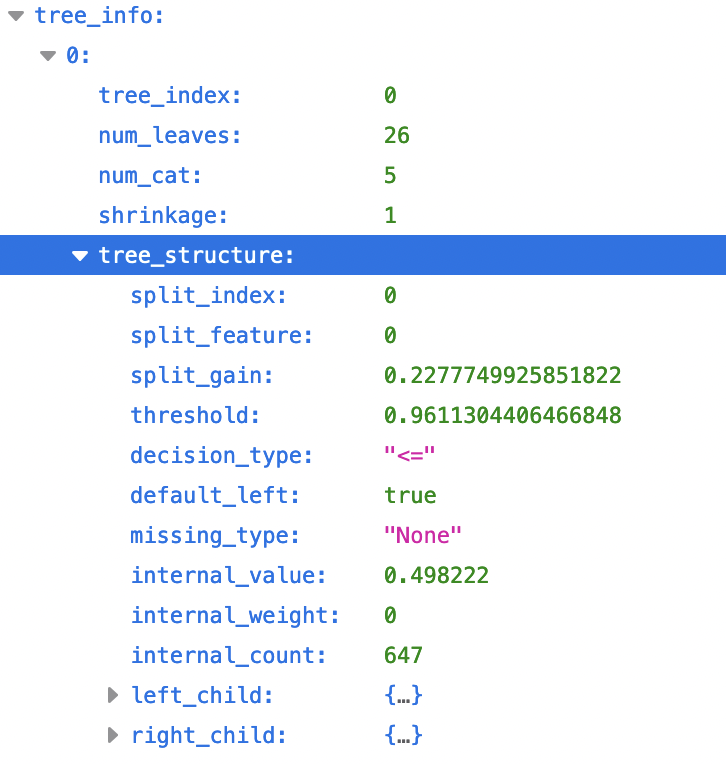 tree_info:
0:
tree_index: 0
num_leaves: 26
num_cat: 5
shrinkage: 1
tree_structure:
split_index: 0
split_feature: 0
split_gain: 0.2277749925851822
threshold: 0.9611304406466848
decision_type: "<="
default_left: true
missing_type: "None"
internal_value: 0.498222
internal_weight: 0
internal_count: 647
left_child: {…}
right_child: {…}